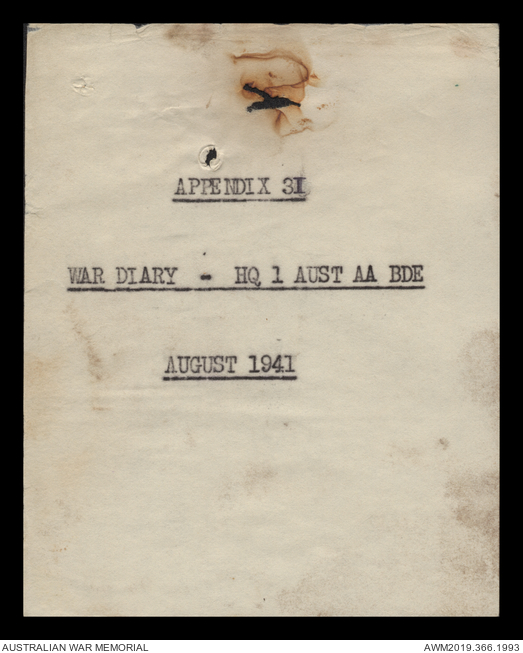 APPENDIX 3I
WAR DIARY - HQ 1 AUST AA BDE
AUGUST 1941
AUSTRALIAN WAR MEMORIAL
AWM2019.366.1993